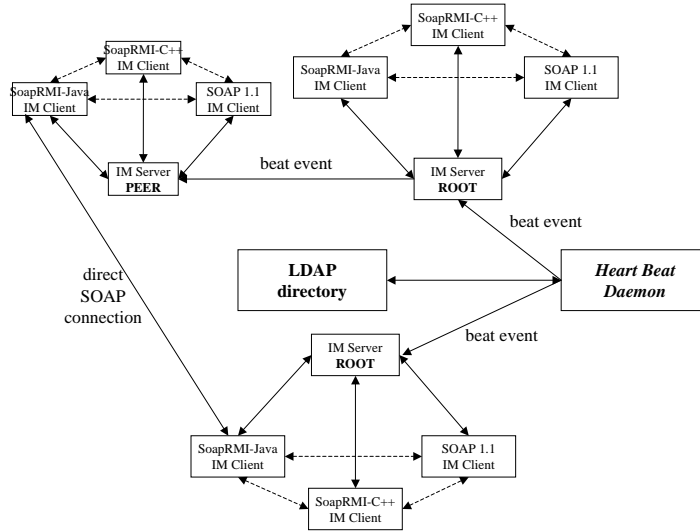 SoapRMI-C++
IM Client
SoapRMI-Java
IM Client
SOAP 1.1
IM Client
SoapRMI-C++
IM Client
SoapRMI-Java
IM Client
SOAP 1.1
IM Client
IM Server
PEER
beat event
IM Server
ROOT
beat event
direct
SOAP
connection
LDAP
directory
Heart Beat
Daemon
beat event
IM Server
ROOT
SoapRMI-Java
IM Client
SOAP 1.1
IM Client
SoapRMI-C++
IM Client